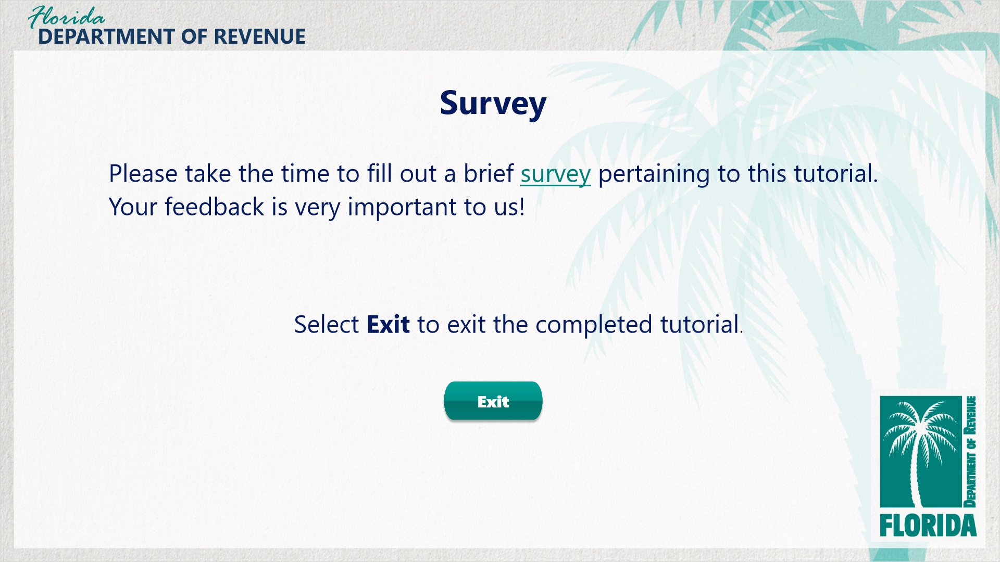 Florida
DEPARTMENT OF REVENUE
Survey
Please take the time to fill out a brief survey pertaining to this tutorial.
Your feedback is very important to us!
Select Exit to exit the completed tutorial.
Exit
DEPARTMENT OF REVENUE
FLORIDA